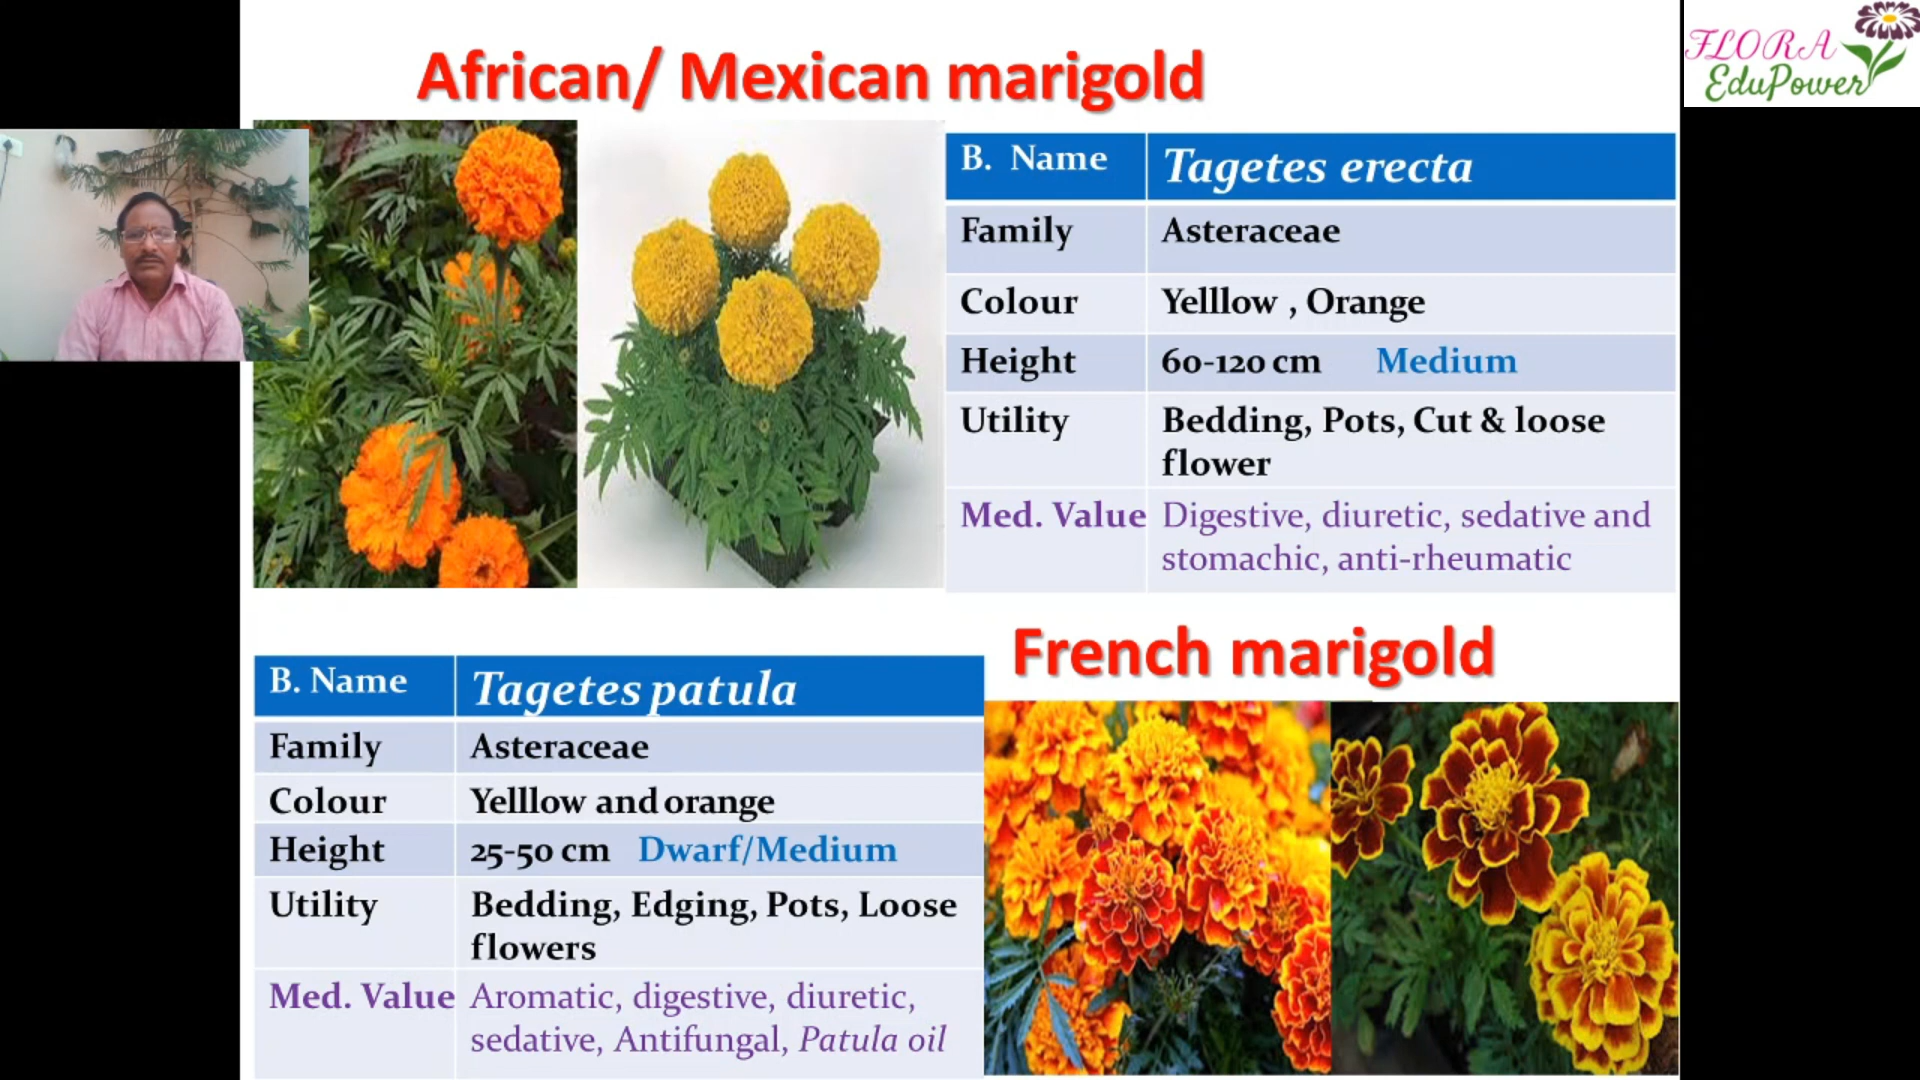 FLORA
EduPower
African/ Mexican marigold
B. Name Tagetes erecta
Family Asteraceae
Colour Yelllow , Orange
Height 60-120 cm Medium
Utility Bedding, Pots, Cut & loose
flower
Med. Value Digestive, diuretic, sedative and
stomachic, anti-rheumatic
French marigold
B. Name Tagetes patula
Family Asteraceae
Colour Yelllow and orange
Height 25-50 cm Dwarf/Medium
Utility Bedding, Edging, Pots, Loose
flowers
Med. Value Aromatic, digestive, diuretic,
sedative, Antifungal, Patula oil